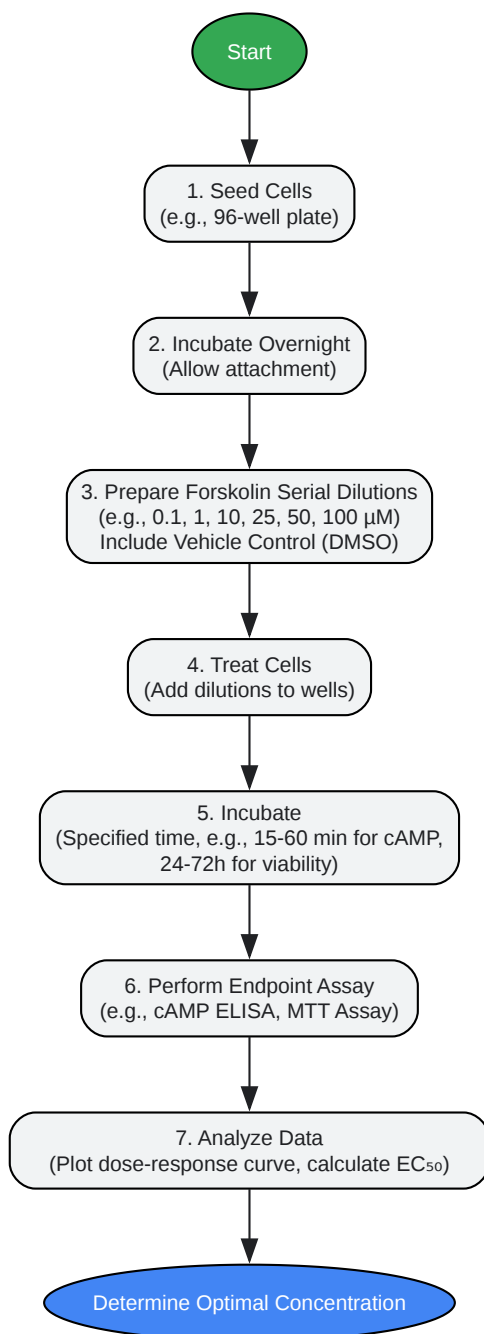 Start
1. Seed Cells
(e.g., 96-well plate)
2. Incubate Overnight
(Allow attachment)
3. Prepare Forskolin Serial Dilutions
(e.g., 0.1, 1, 10, 25, 50, 100 µM)
Include Vehicle Control (DMSO)
4. Treat Cells
(Add dilutions to wells)
5. Incubate
(Specified time, e.g., 15-60 min for cAMP,
24-72h for viability)
6. Perform Endpoint Assay
(e.g., cAMP ELISA, MTT Assay)
7. Analyze Data
(Plot dose-response curve, calculate EC₅₀)
Determine Optimal Concentration